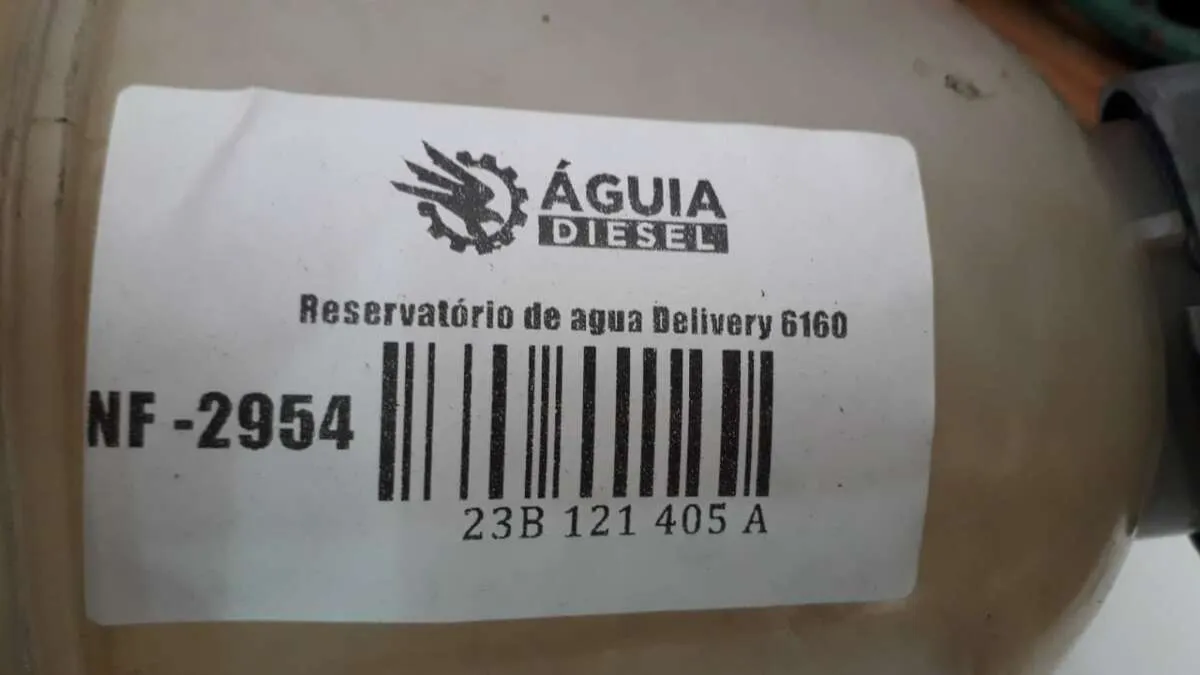 ÁGUIA
DIESEL
Reservatório de agua Delivery 6160
NF -2954
23B 121 405 A